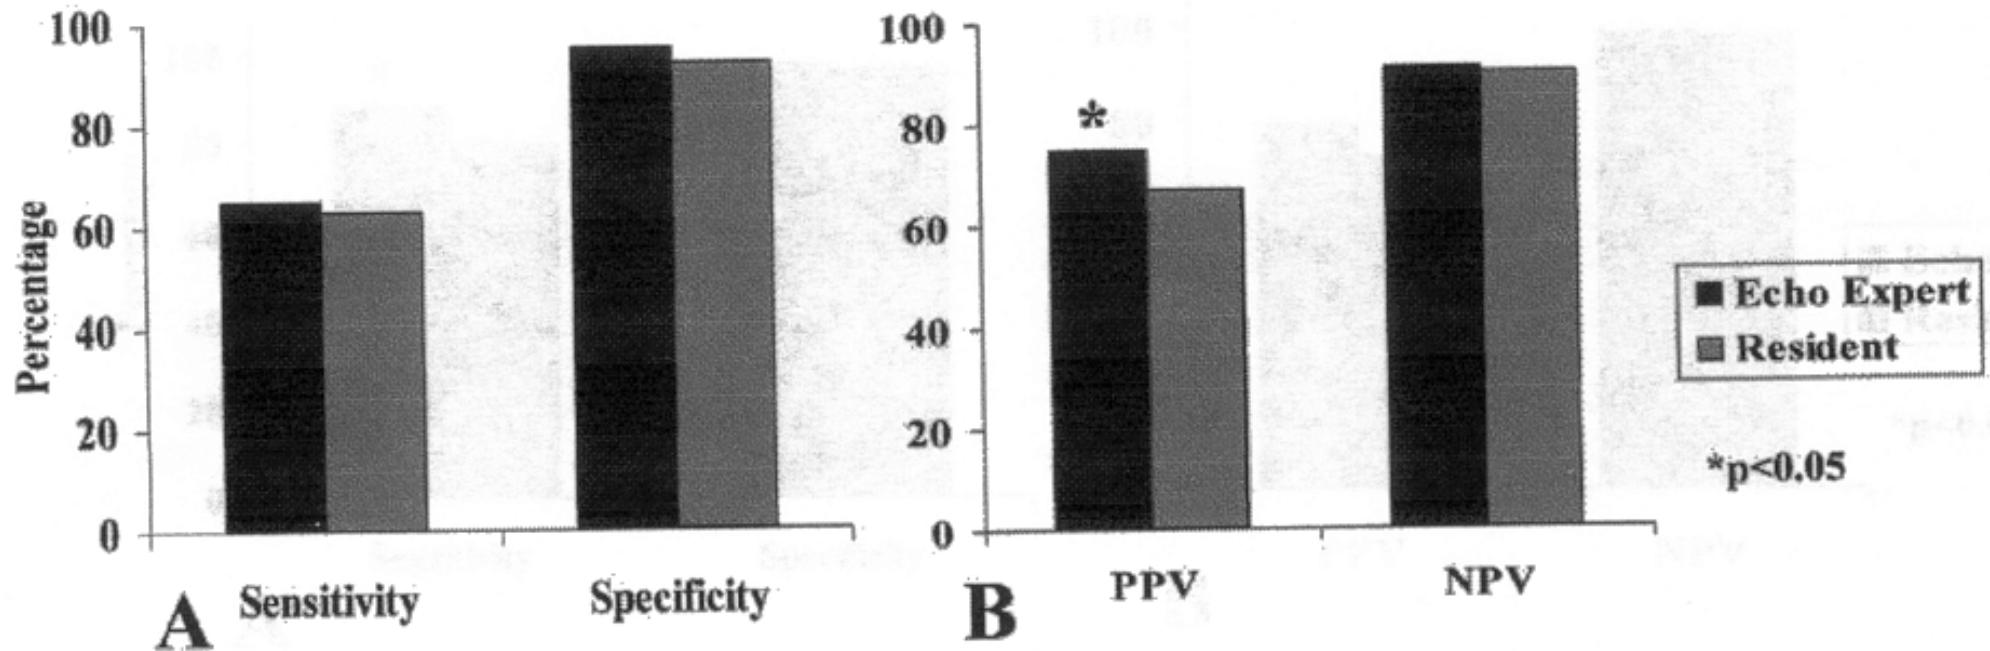 100
80
60
40
20
0
Percentage
Sensitivity
Specificity
A
100
80
60
40
20
0
*
PPV
NPV
B
Echo Expert
Resident
*p<0.05